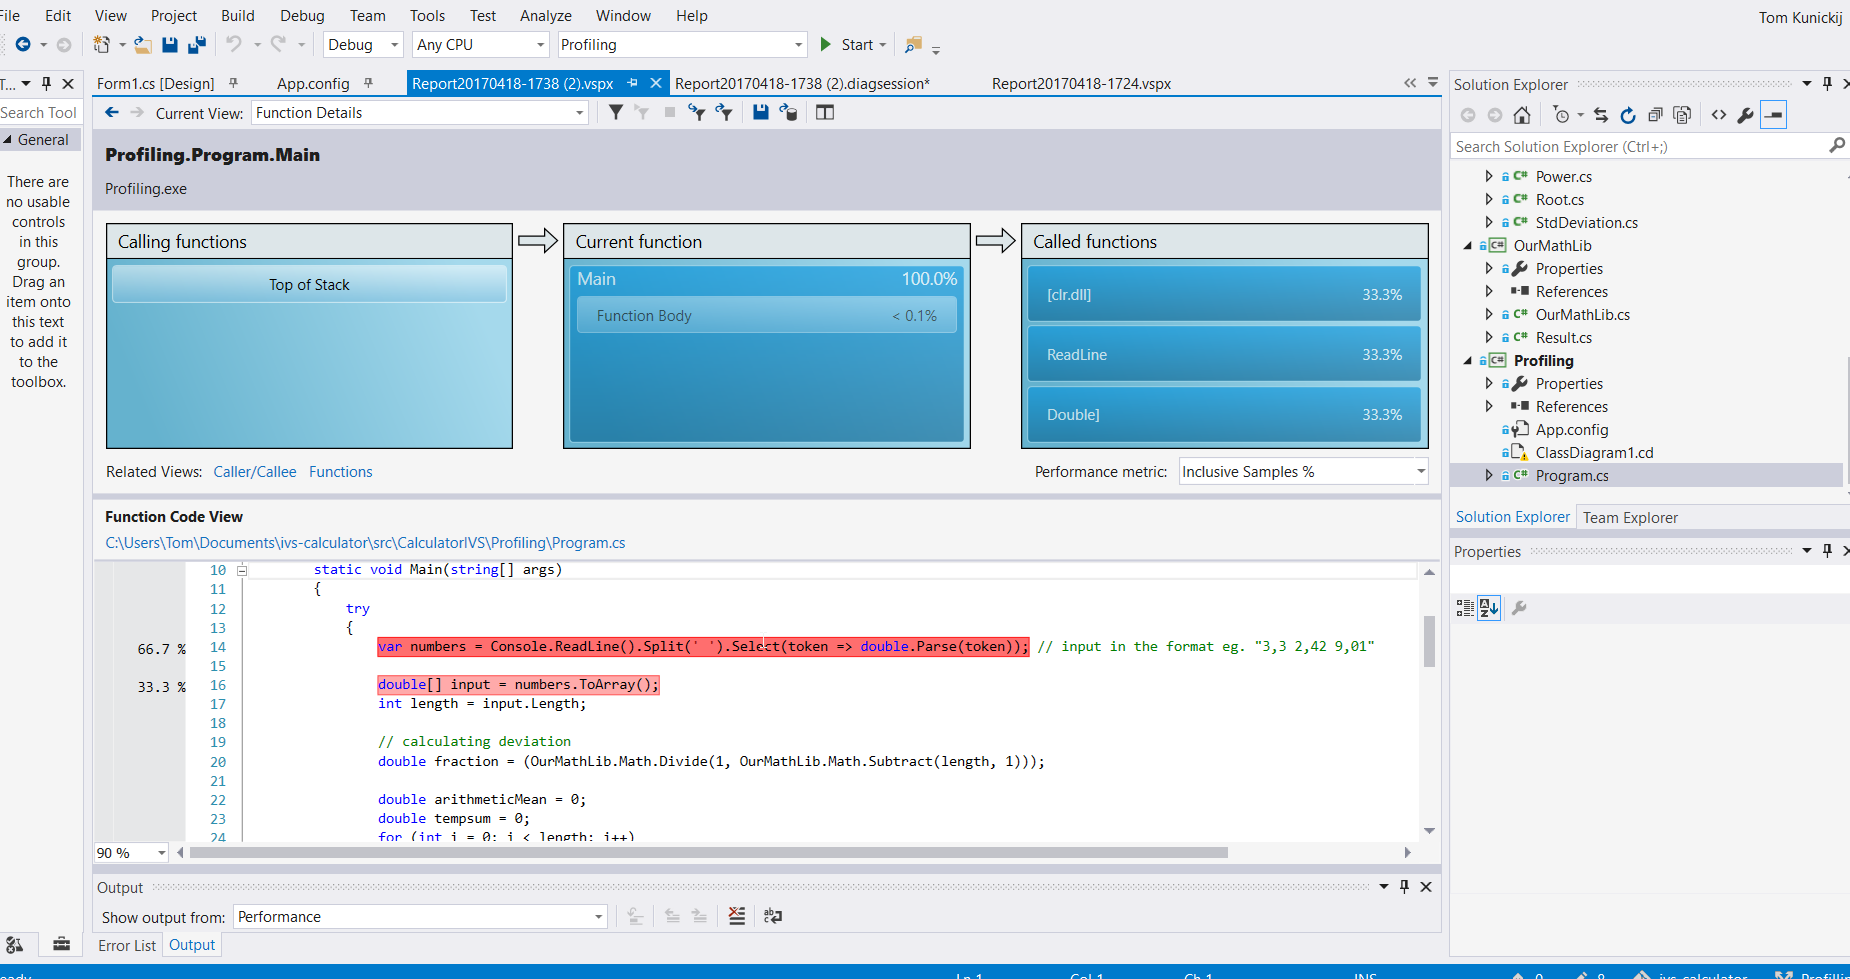 File Edit View Project Build Debug Team Tools Test Analyze Window Help
Tom Kunickij
Debug Any CPU Profiling Start
T...
Search Tool
General
There are
no usable
controls
in this
group.
Drag an
item onto
this text
to add it
to the
toolbox.
Form1.cs [Design] App.config Report20170418-1738 (2).vspx Report20170418-1738 (2).diagsession* Report20170418-1724.vspx
Current View: Function Details
Profiling.Program.Main
Profiling.exe
Calling functions
Top of Stack
Current function
Main 100.0%
Function Body < 0.1%
Called functions
[clr.dll] 33.3%
ReadLine 33.3%
Double] 33.3%
Related Views: Caller/Callee Functions
Performance metric: Inclusive Samples %
Function Code View
C:\Users\Tom\Documents\ivs-calculator\src\CalculatorIVS\Profiling\Program.cs
10 static void Main(string[] args)
11 {
12 try
13 {
66.7 % 14 var numbers = Console.ReadLine().Split(' ').Select(token => double.Parse(token)); // input in the format eg. "3,3 2,42 9,01"
15
33.3 % 16 double[] input = numbers.ToArray();
17 int length = input.Length;
18
19 // calculating deviation
20 double fraction = (OurMathLib.Math.Divide(1, OurMathLib.Math.Subtract(length, 1)));
21
22 double arithmeticMean = 0;
23 double tempsum = 0;
24 for (int i = 0; i < length; i++)
90 %
Output
Show output from: Performance
Error List Output
Solution Explorer
Search Solution Explorer (Ctrl+;)
C# Power.cs
C# Root.cs
C# StdDeviation.cs
C# OurMathLib
Properties
References
C# OurMathLib.cs
C# Result.cs
C# Profiling
Properties
References
App.config
ClassDiagram1.cd
C# Program.cs
Solution Explorer Team Explorer
Properties
Ready Ln 1 Col 1 Ch 1 INS 0 8 ivs-calculator